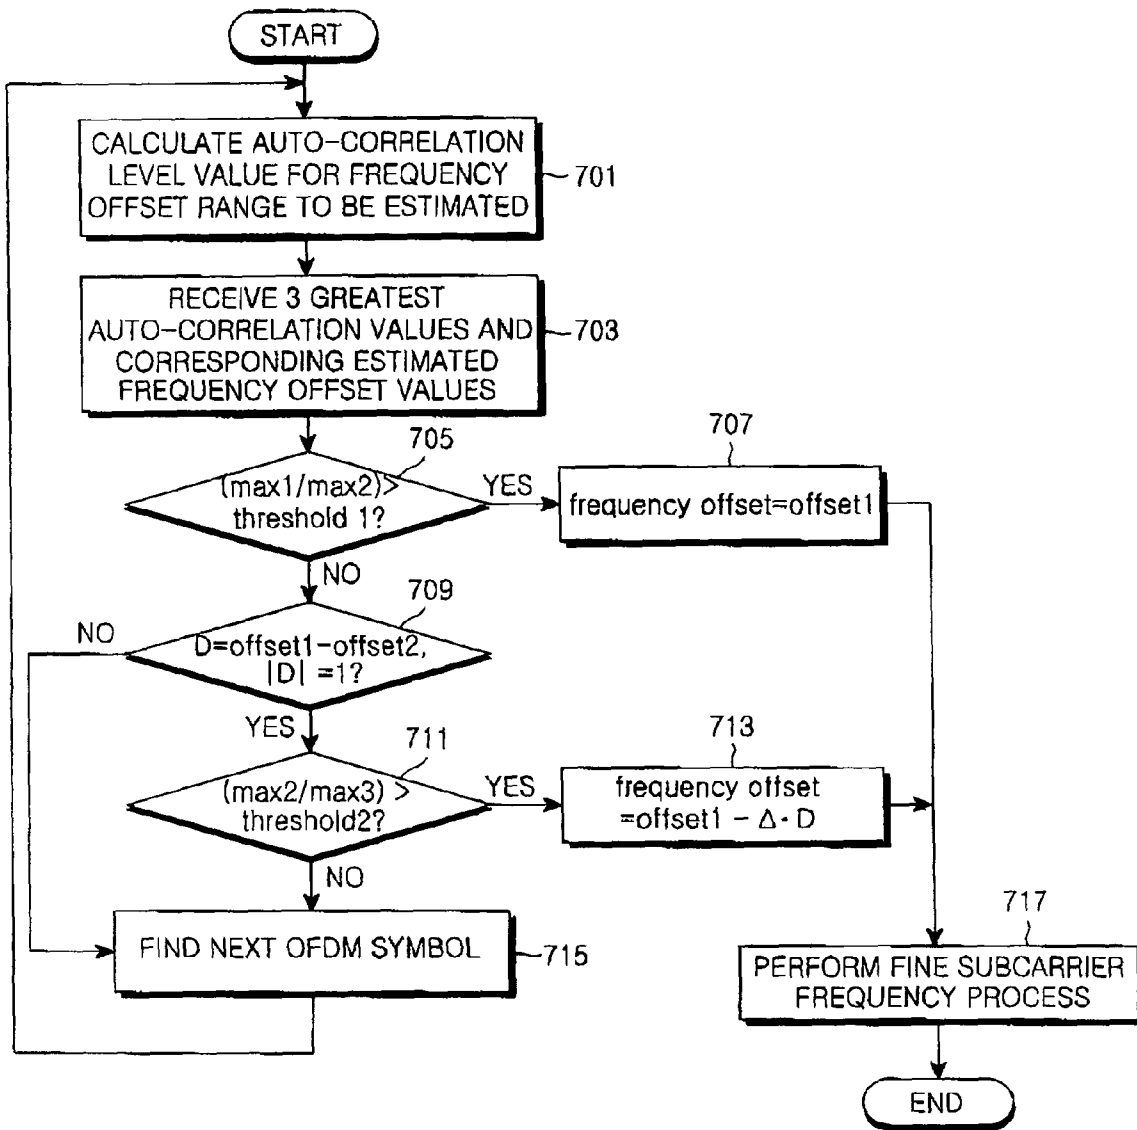 START
CALCULATE AUTO-CORRELATION
LEVEL VALUE FOR FREQUENCY
OFFSET RANGE TO BE ESTIMATED
701
RECEIVE 3 GREATEST
AUTO-CORRELATION VALUES AND
CORRESPONDING ESTIMATED
FREQUENCY OFFSET VALUES
703
705
(max1/max2)>
threshold 1?
YES
707
frequency offset=offset1
NO
709
D=offset1-offset2,
|D| =1?
NO
YES
711
(max2/max3) >
threshold2?
YES
713
frequency offset
=offset1 - Δ· D
NO
FIND NEXT OFDM SYMBOL
715
717
PERFORM FINE SUBCARRIER
FREQUENCY PROCESS
END